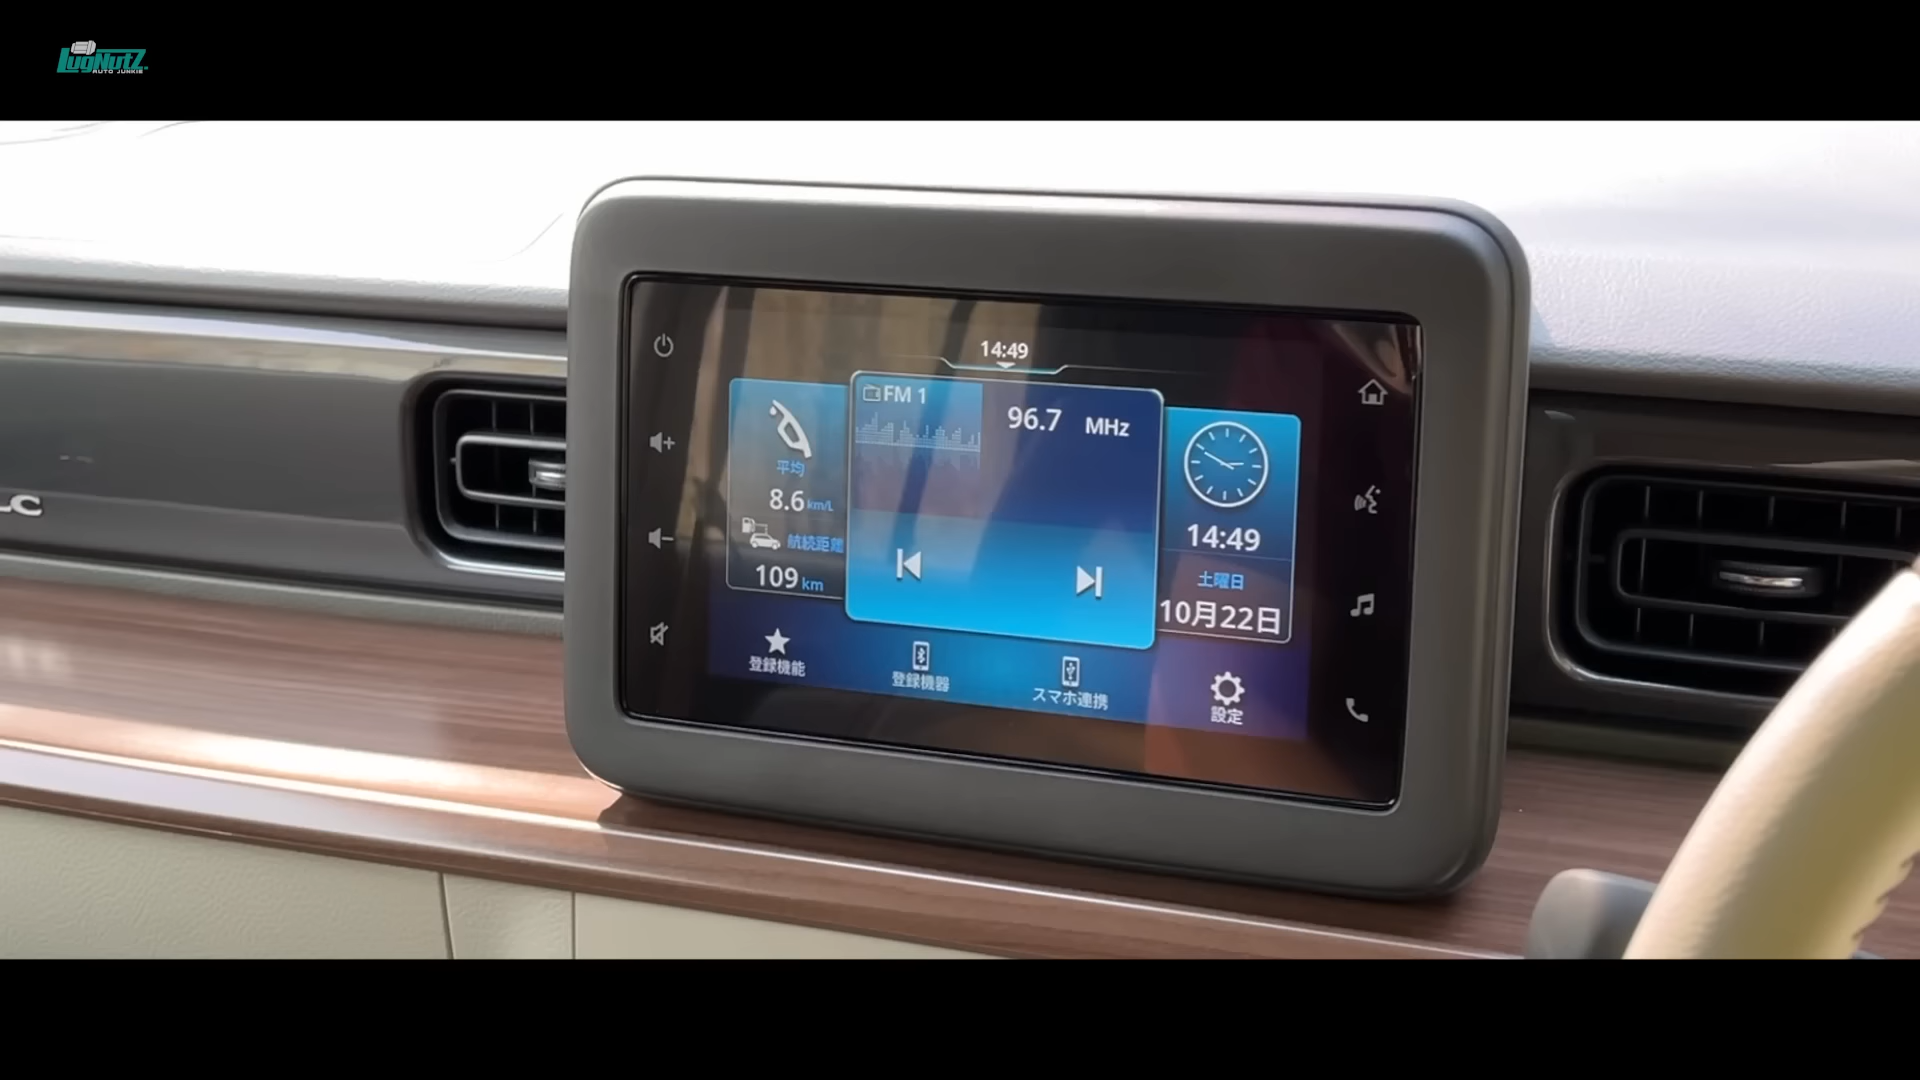 LugNutZ
AUTO JUNKIE
LC
14:49
FM 1
96.7 MHz
平均
8.6 km/L
航続距離
109 km
14:49
土曜日
10月22日
登録機能
登録機器
スマホ連携
設定